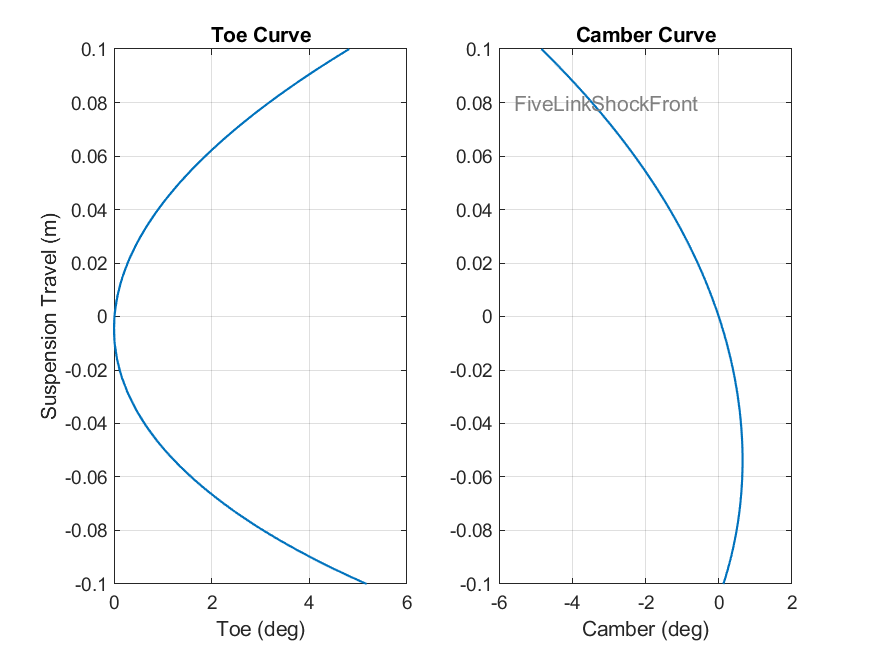 Toe Curve
0.1
0.08
0.06
0.04
0.02
0
-0.02
-0.04
-0.06
-0.08
-0.1
Suspension Travel (m)
0 2 4 6
Toe (deg)
Camber Curve
0.1
0.08
0.06
0.04
0.02
0
-0.02
-0.04
-0.06
-0.08
-0.1
FiveLinkShockFront
-6 -4 -2 0 2
Camber (deg)